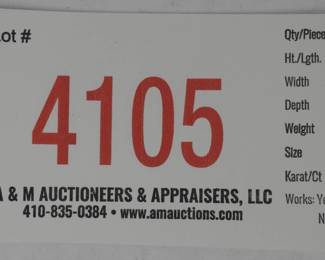 Lot #
4105
A & M AUCTIONEERS & APPRAISERS, LLC
410-835-0384 • www.amauctions.com
Qty/Piece
Ht./Lgth.
Width
Depth
Weight
Size
Karat/Ct
Works: Ye
N